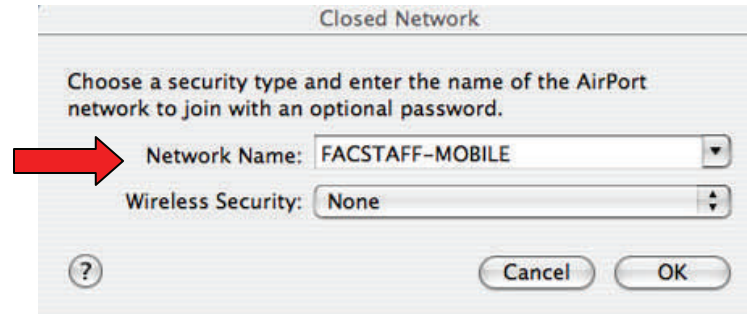 Closed Network
Choose a security type and enter the name of the AirPort
network to join with an optional password.
Network Name: FACSTAFF-MOBILE
Wireless Security: None
? Cancel OK